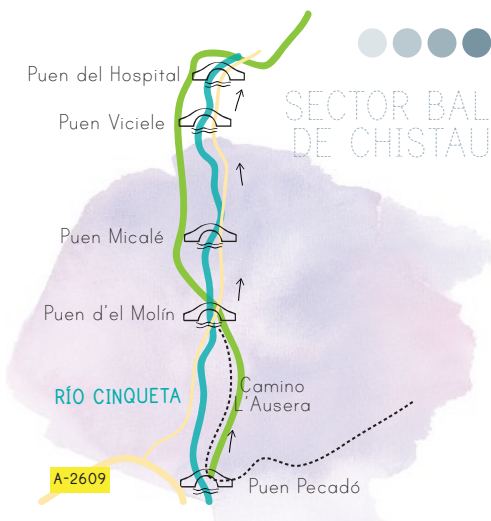 SECTOR BAL
DE CHISTAU
Puen del Hospital
Puen Viciele
Puen Micalé
Puen d'el Molín
RÍO CINQUETA
Camino
L'Ausera
A-2609
Puen Pecadó